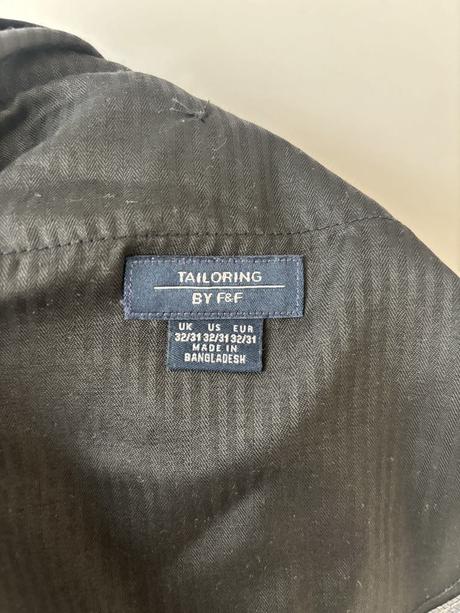 TAILORING
BY F&F
UK US EUR
32/31 32/31 32/31
MADE IN
BANGLADESH